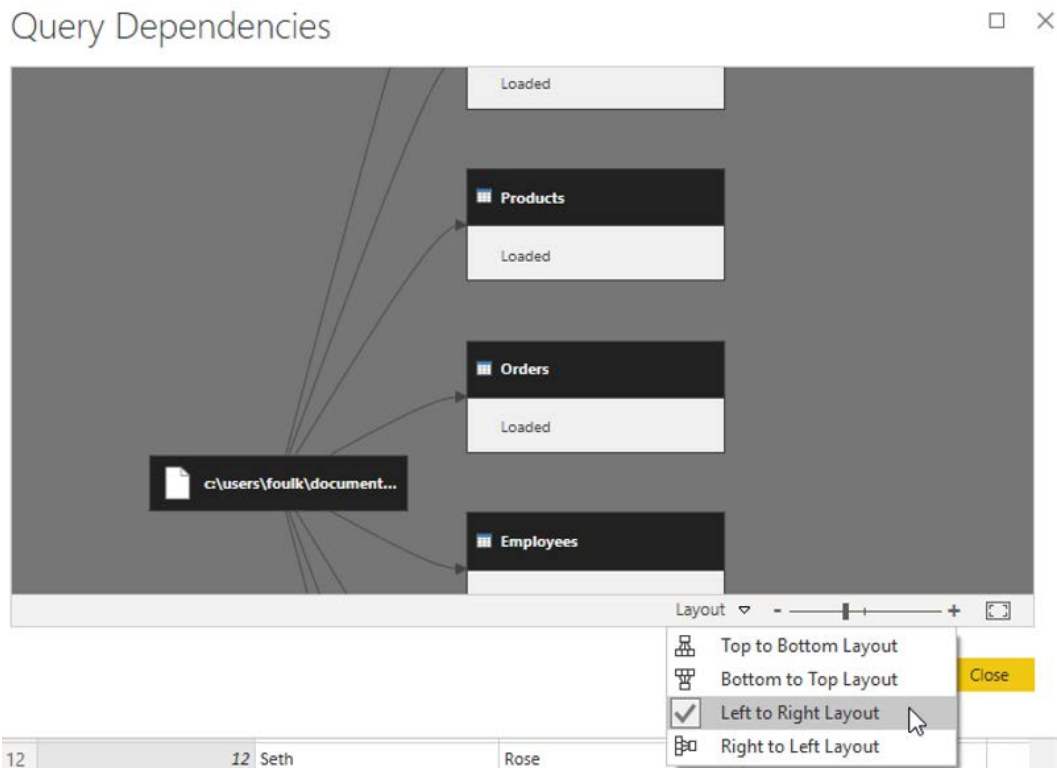 Query Dependencies
Loaded
Products
Loaded
Orders
Loaded
c:\users\foulk\document...
Employees
Layout - +
Top to Bottom Layout
Bottom to Top Layout
Close
Left to Right Layout
Right to Left Layout
12 12 Seth Rose